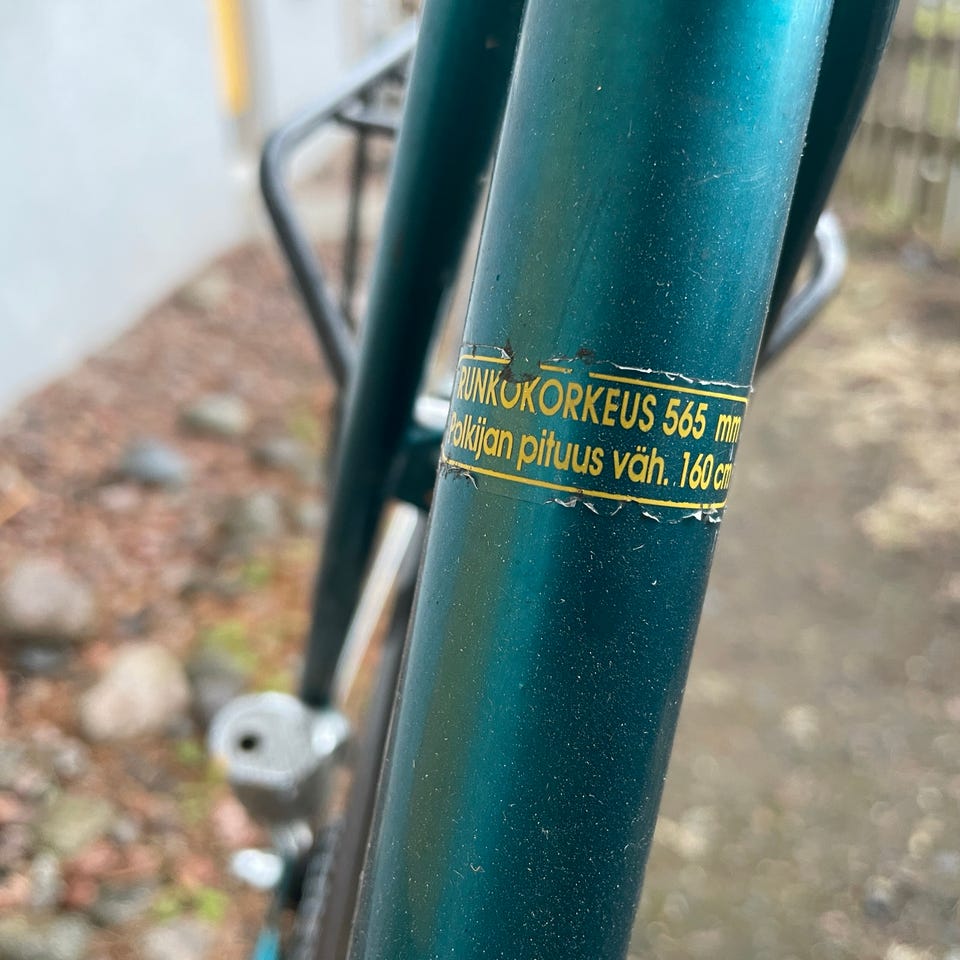 RUNKOKORKEUS 565 mm
Polkijan pituus väh. 160 cm